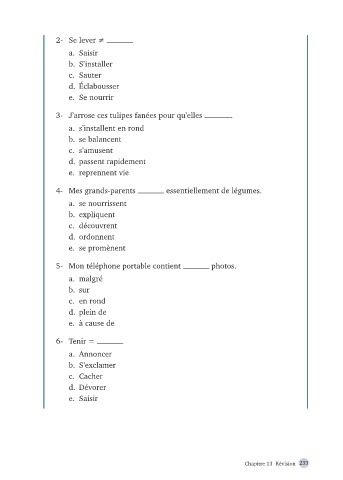 2- Se lever ≠ ______
a. Saisir
b. S'installer
c. Sauter
d. Éclabousser
e. Se nourrir
3- J'arrose ces tulipes fanées pour qu'elles ______
a. s'installent en rond
b. se balancent
c. s'amusent
d. passent rapidement
e. reprennent vie
4- Mes grands-parents ______ essentiellement de légumes.
a. se nourrissent
b. expliquent
c. découvrent
d. ordonnent
e. se promènent
5- Mon téléphone portable contient ______ photos.
a. malgré
b. sur
c. en rond
d. plein de
e. à cause de
6- Tenir = ______
a. Annoncer
b. S'exclamer
c. Cacher
d. Dévorer
e. Saisir
Chapitre 13 Révision 233